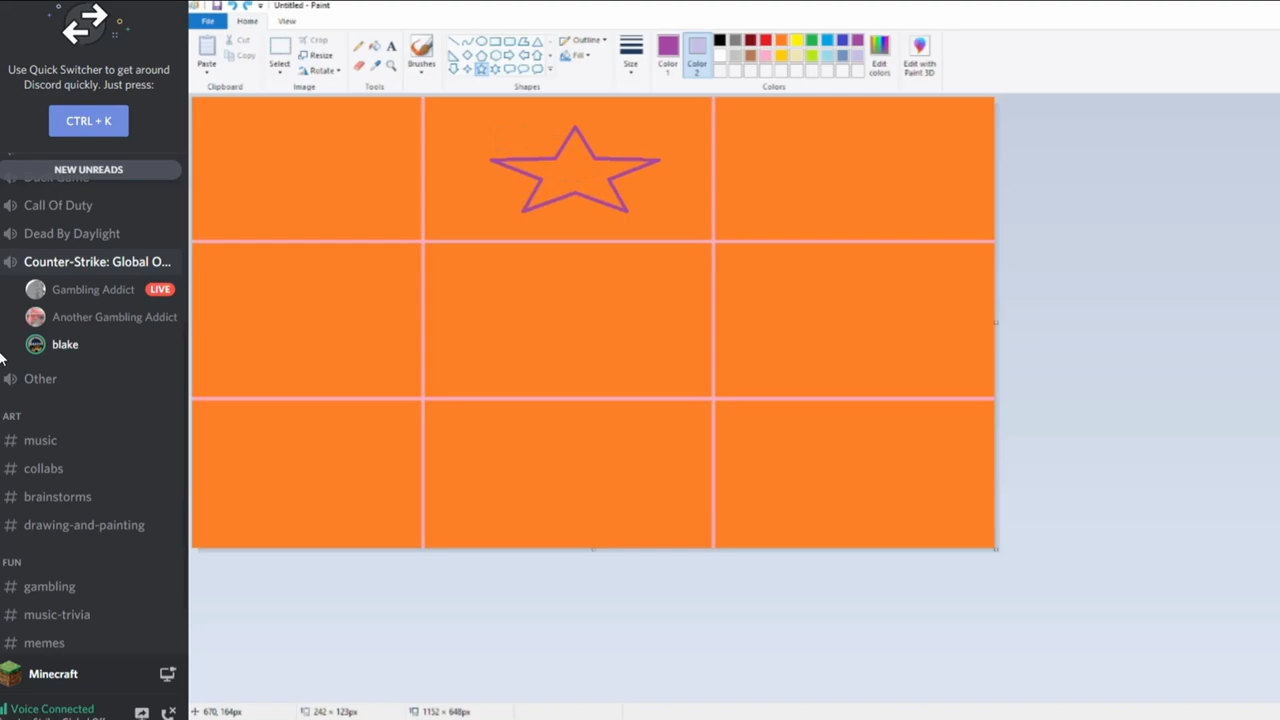 Use Quick Switcher to get around
Discord quickly. Just press:
CTRL + K
NEW UNREADS
Call Of Duty
Dead By Daylight
Counter-Strike: Global O...
Gambling Addict LIVE
Another Gambling Addict
blake
Other
ART
music
collabs
brainstorms
drawing-and-painting
FUN
gambling
music-trivia
memes
Minecraft
Voice Connected
Untitled - Paint
File Home View
Paste
Cut
Copy
Clipboard
Select
Crop
Resize
Rotate
Image
A
Tools
Brushes
Outline
Fill
Shapes
Size
Color
1
Color
2
Edit
colors
Edit with
Paint 3D
Colors
670, 164px 242 × 123px 1152 × 648px